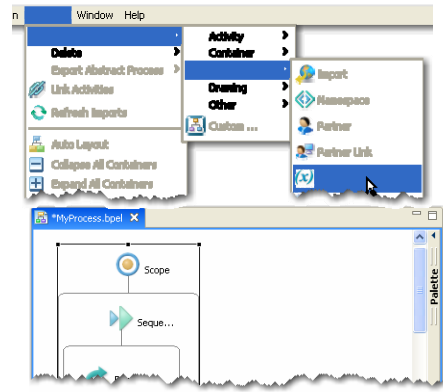 n Window Help
Delete
Export Abstract Process
Link Activities
Refresh Imports
Auto Layout
Collapse All Containers
Expand All Containers
Activity
Container
Drawing
Other
Custom ...
Import
Namespace
Partner
Partner Link
(x)
*MyProcess.bpel
Scope
Seque...
Palette